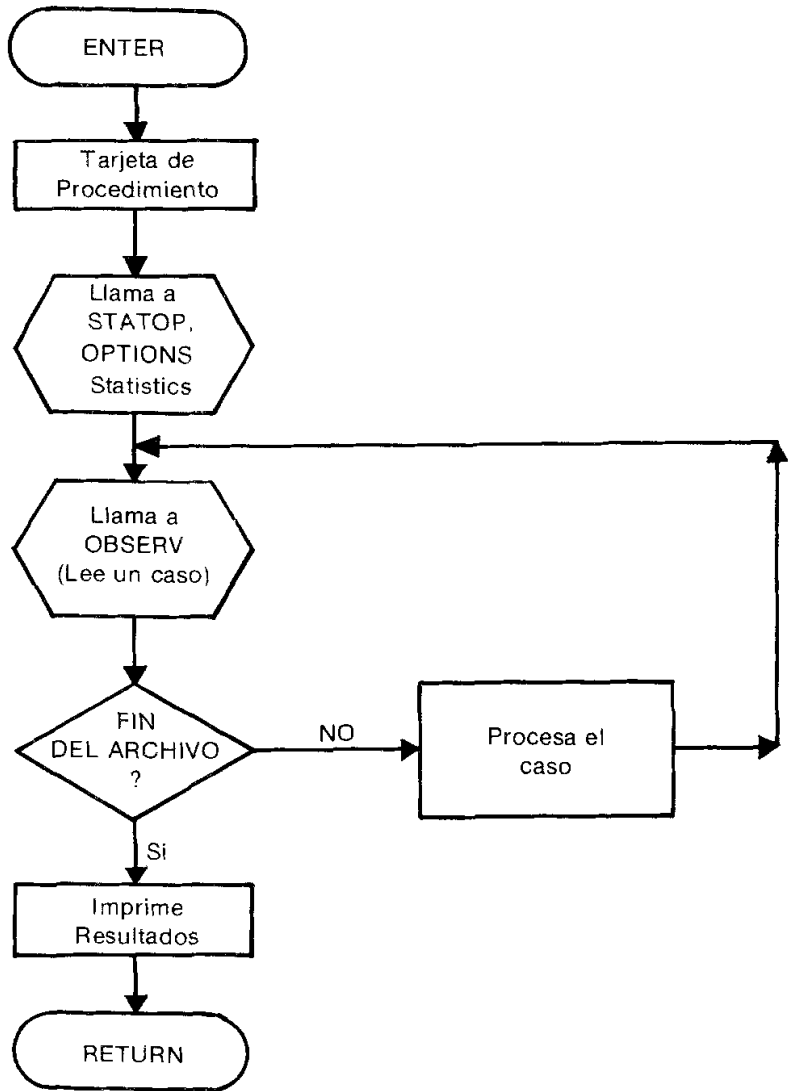 ENTER
Tarjeta de
Procedimiento
Llama a
STATOP,
OPTIONS
Statistics
Llama a
OBSERV
(Lee un caso)
FIN
DEL ARCHIVO
?
NO
Procesa el
caso
Si
Imprime
Resultados
RETURN